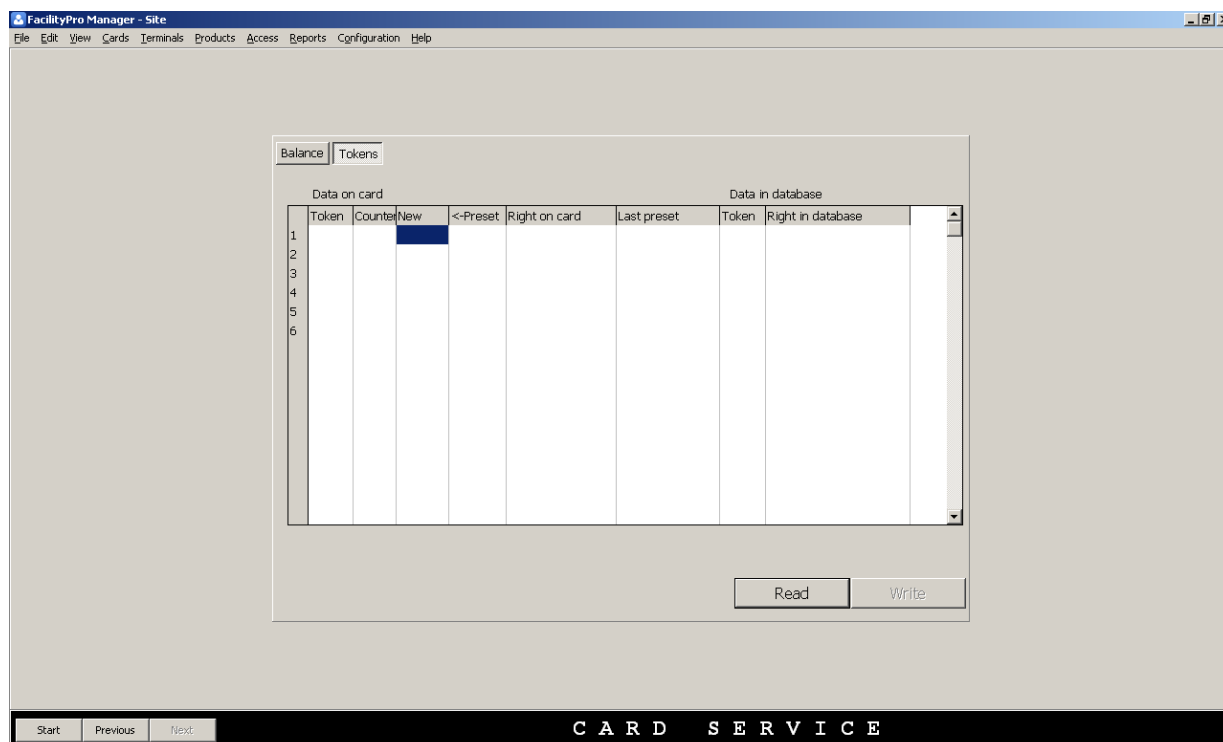 FacilityPro Manager - Site
File Edit View Cards Terminals Products Access Reports Configuration Help
Balance Tokens
Data on card Data in database
Token Counter New <-Preset Right on card Last preset Token Right in database
1
2
3
4
5
6
Read Write
Start Previous Next CARD SERVICE